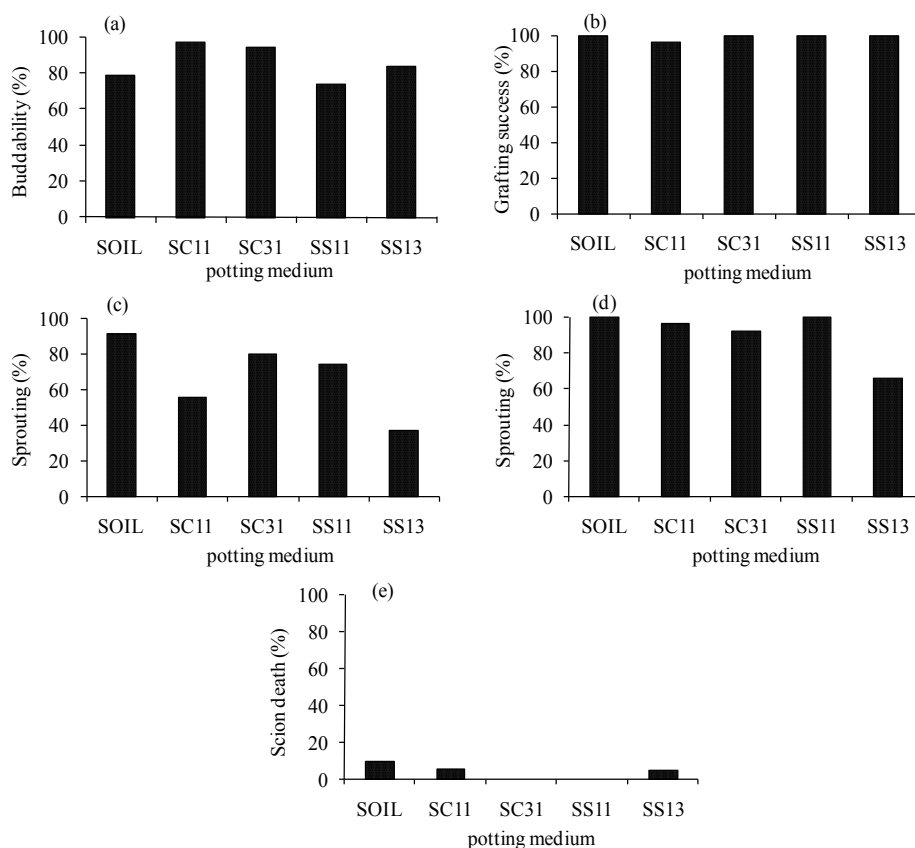 (a)
Buddability (%)
100
80
60
40
20
0
SOIL SC11 SC31 SS11 SS13
potting medium
(b)
Grafting success (%)
100
80
60
40
20
0
SOIL SC11 SC31 SS11 SS13
potting medium
(c)
Sprouting (%)
100
80
60
40
20
0
SOIL SC11 SC31 SS11 SS13
potting medium
(d)
Sprouting (%)
100
80
60
40
20
0
SOIL SC11 SC31 SS11 SS13
potting medium
(e)
Scion death (%)
100
80
60
40
20
0
SOIL SC11 SC31 SS11 SS13
potting medium